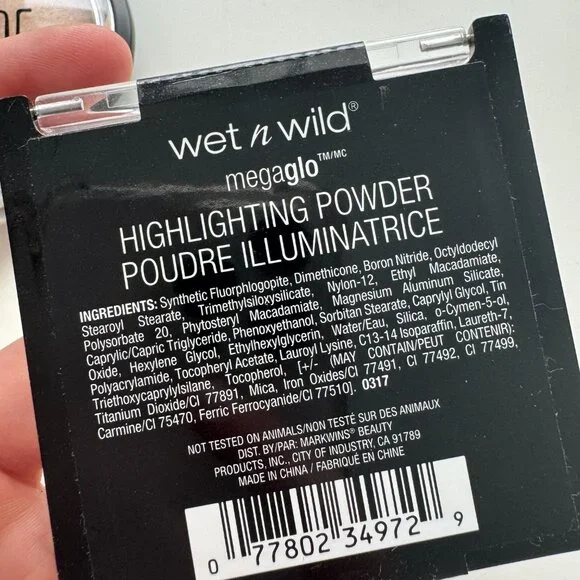 wet n wild®
megaglo™/MC
HIGHLIGHTING POWDER
POUDRE ILLUMINATRICE
INGREDIENTS: Synthetic Fluorphlogopite, Dimethicone, Boron Nitride, Octyldodecyl
Stearoyl Stearate, Trimethylsiloxysilicate, Nylon-12, Ethyl Macadamiate,
Polysorbate 20, Phytosteryl Macadamiate, Magnesium Aluminum Silicate,
Caprylic/Capric Triglyceride, Phenoxyethanol, Sorbitan Stearate, Caprylyl Glycol, Tin
Oxide, Hexylene Glycol, Ethylhexylglycerin, Water/Eau, Silica, o-Cymen-5-ol,
Polyacrylamide, Tocopheryl Acetate, Lauroyl Lysine, C13-14 Isoparaffin, Laureth-7,
Triethoxycaprylylsilane, Tocopherol, [+/- (MAY CONTAIN/PEUT CONTENIR):
Titanium Dioxide/CI 77891, Mica, Iron Oxides/CI 77491, CI 77492, CI 77499,
Carmine/CI 75470, Ferric Ferrocyanide/CI 77510]. 0317
NOT TESTED ON ANIMALS/NON TESTÉ SUR DES ANIMAUX
DIST. BY/PAR: MARKWINS® BEAUTY
PRODUCTS, INC., CITY OF INDUSTRY, CA 91789
MADE IN CHINA / FABRIQUÉ EN CHINE
0 77802 34972 9